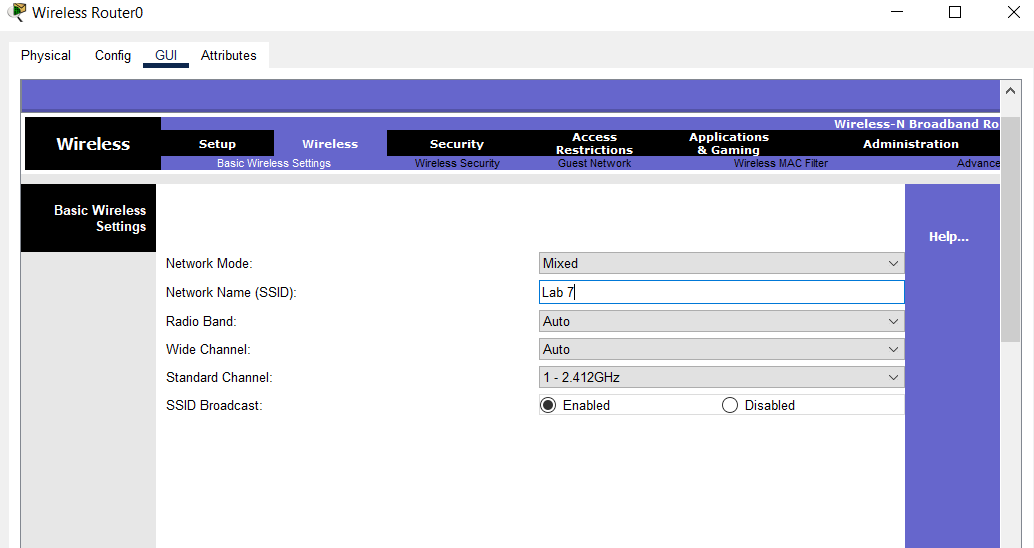 Wireless Router0
Physical Config GUI Attributes
Wireless-N Broadband Ro
Wireless Setup Wireless Security Access Restrictions Applications & Gaming Administration
Basic Wireless Settings Wireless Security Guest Network Wireless MAC Filter Advance
Basic Wireless
Settings
Help...
Network Mode: Mixed
Network Name (SSID): Lab 7
Radio Band: Auto
Wide Channel: Auto
Standard Channel: 1 - 2.412GHz
SSID Broadcast: Enabled Disabled